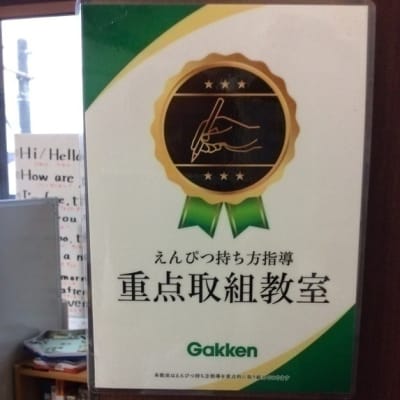 えんぴつ持ち方指導
重点取組教室
Gakken
Hi/Hello
How are
you